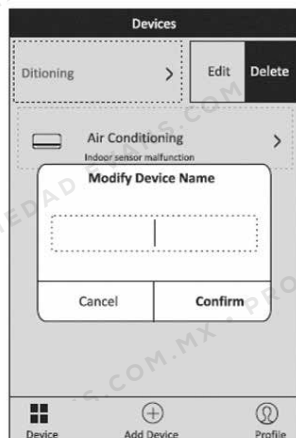 Devices
Ditioning > Edit Delete
Air Conditioning >
Indoor sensor malfunction
Modify Device Name
Cancel Confirm
Device Add Device Profile